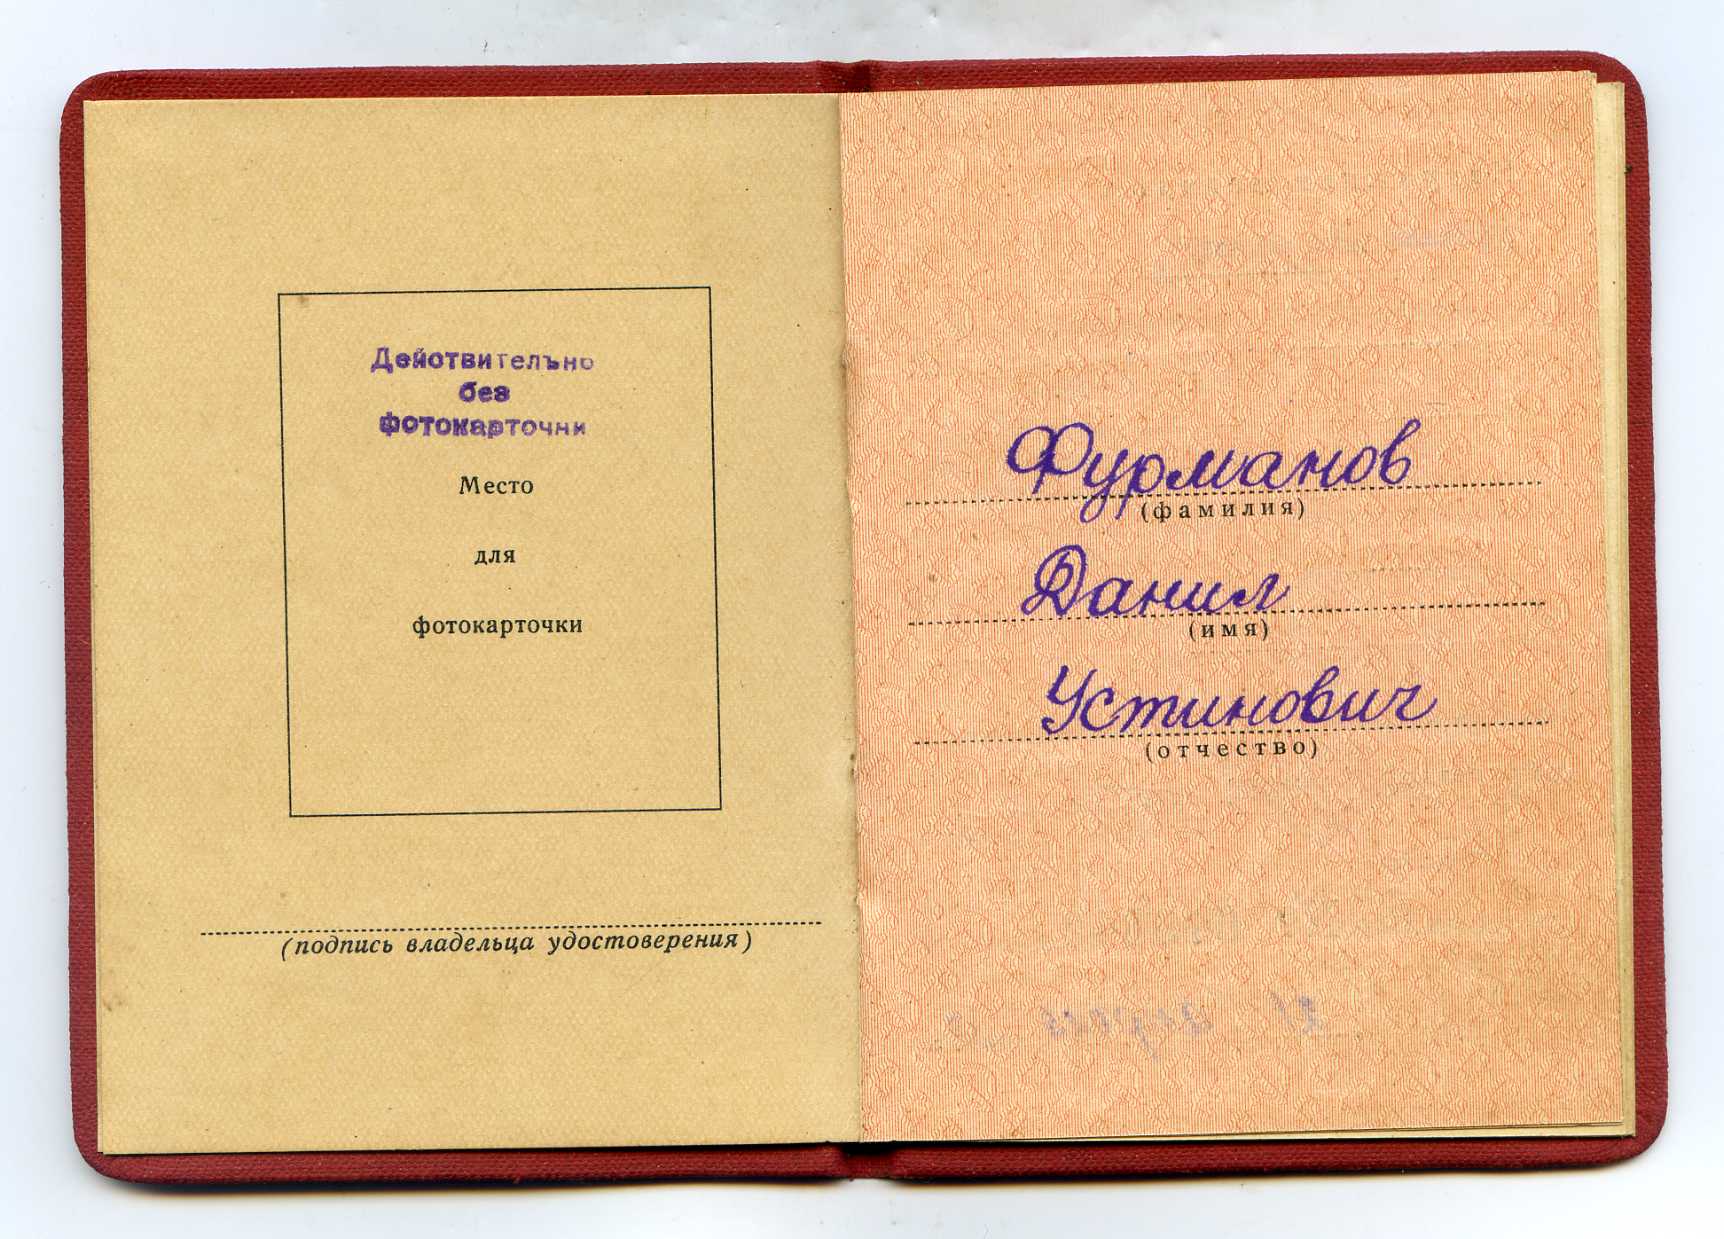 Действительно
без
фотокарточки
Место
для
фотокарточки
(подпись владельца удостоверения)
Фурманов
(фамилия)
Данил
(имя)
Устинович
(отчество)